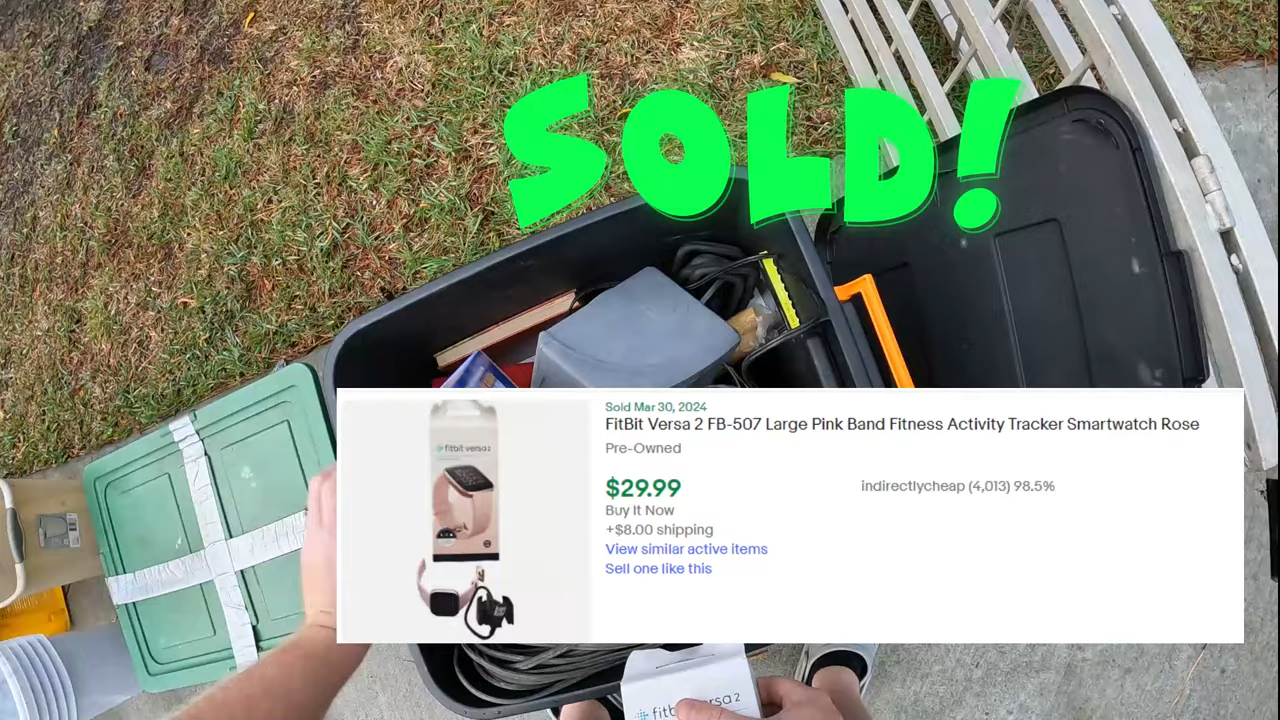 SOLD!
Sold Mar 30, 2024
FitBit Versa 2 FB-507 Large Pink Band Fitness Activity Tracker Smartwatch Rose
Pre-Owned
$29.99
indirectlycheap (4,013) 98.5%
Buy It Now
+$8.00 shipping
View similar active items
Sell one like this
fitbit versa 2
fitbit versa 2